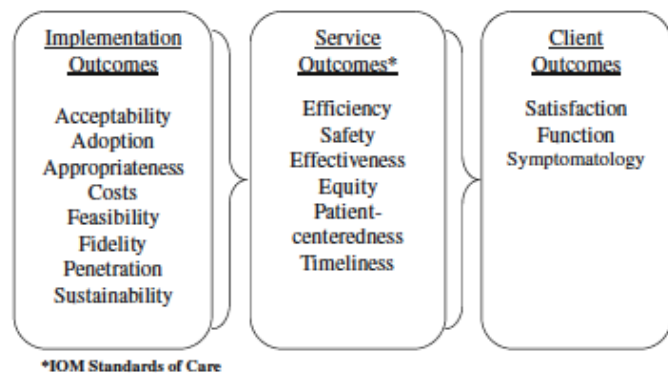 Implementation
Outcomes
Acceptability
Adoption
Appropriateness
Costs
Feasibility
Fidelity
Penetration
Sustainability
Service
Outcomes*
Efficiency
Safety
Effectiveness
Equity
Patient-
centeredness
Timeliness
Client
Outcomes
Satisfaction
Function
Symptomatology
*IOM Standards of Care